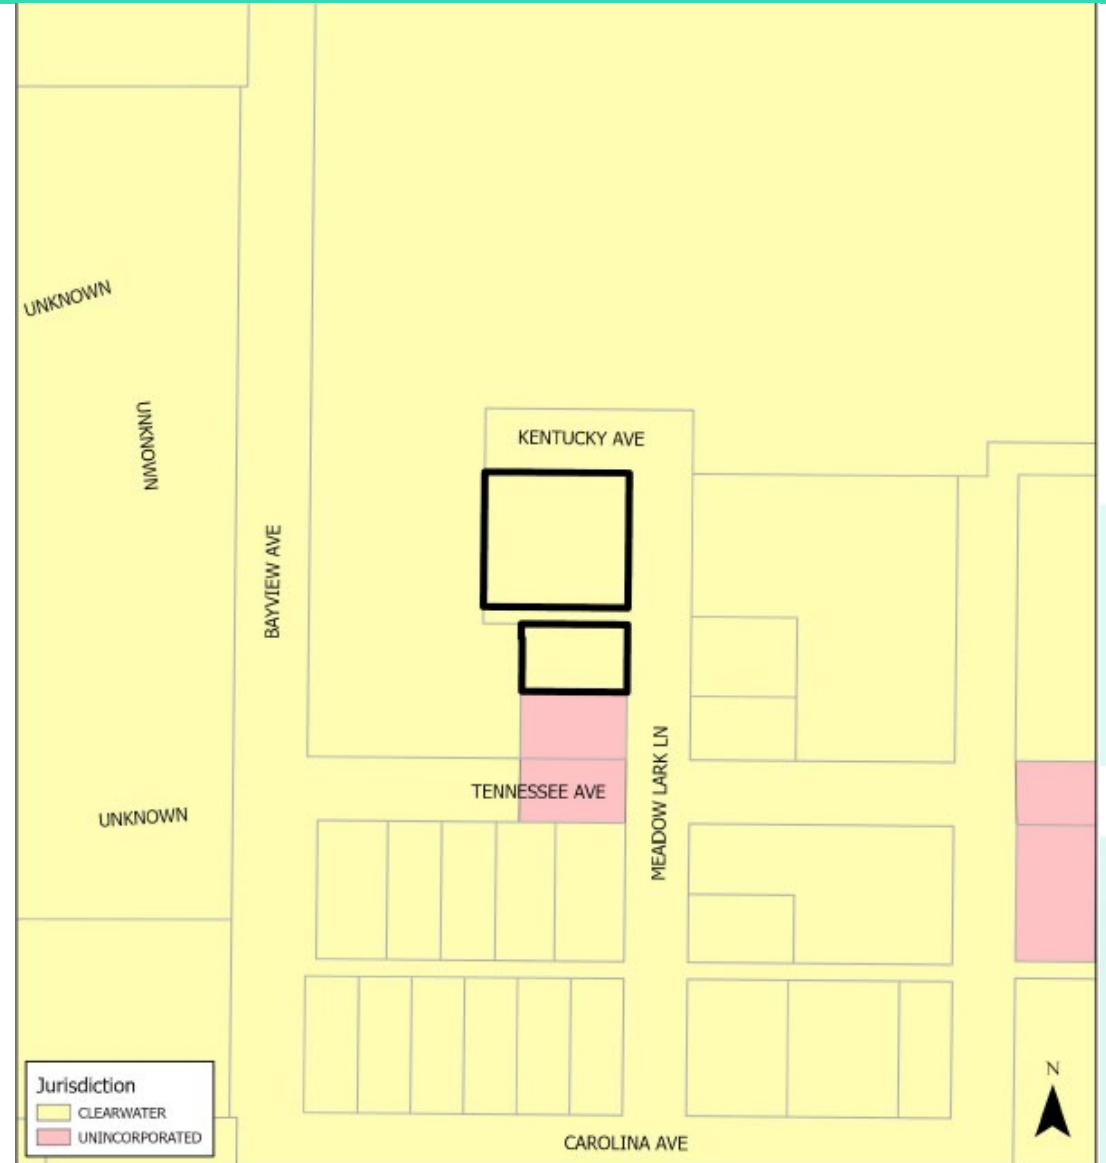 UNKNOWN
UNKNOWN
KENTUCKY AVE
BAYVIEW AVE
MEADOW LARK LN
TENNESSEE AVE
UNKNOWN
Jurisdiction
CLEARWATER
UNINCORPORATED
N
CAROLINA AVE